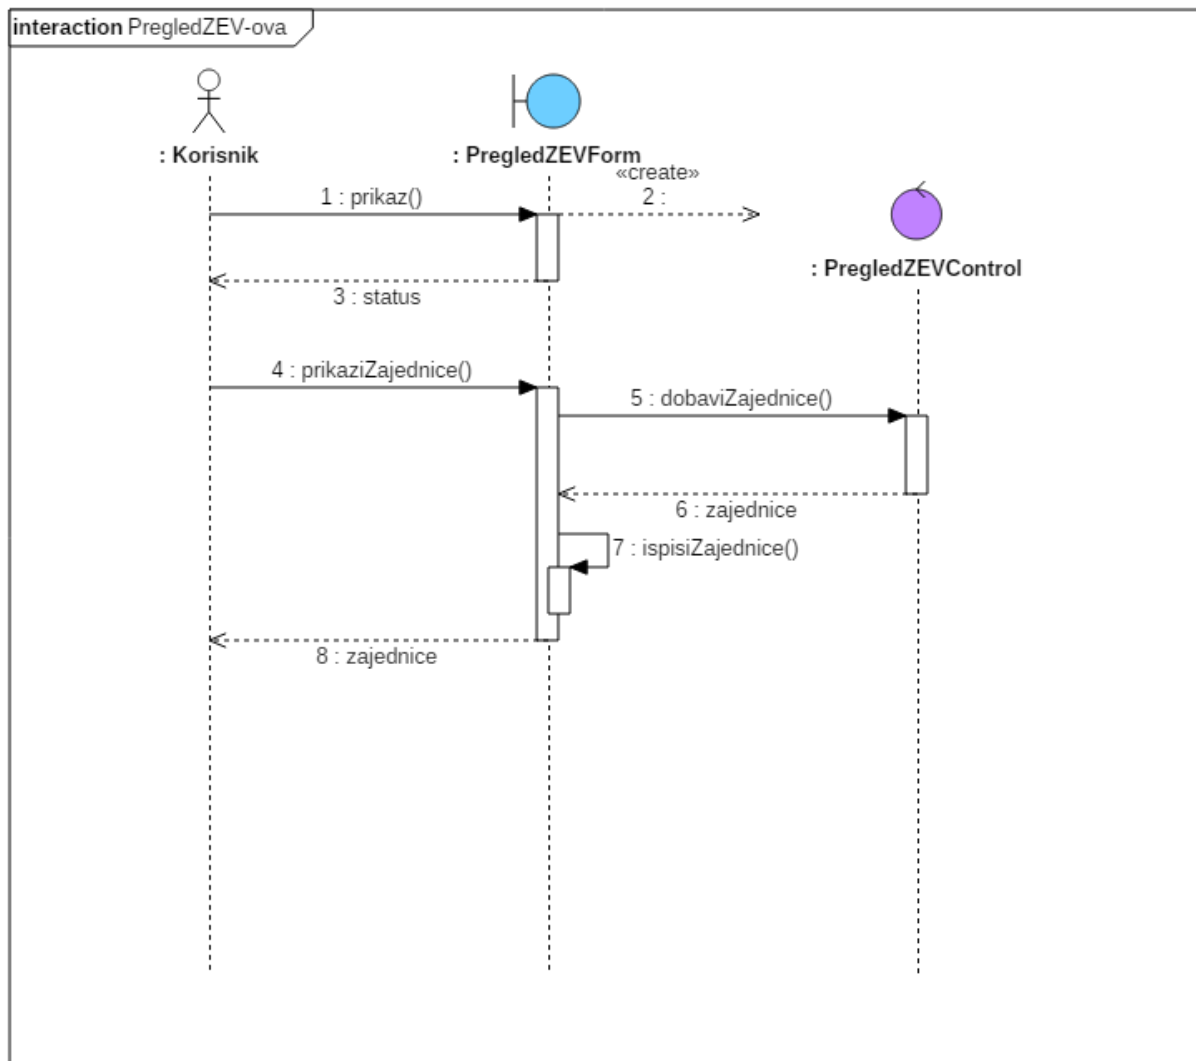 interaction PregledZEV-ova
: Korisnik
: PregledZEVForm
«create»
1 : prikaz()
2 :
: PregledZEVControl
3 : status
4 : prikaziZajednice()
5 : dobaviZajednice()
6 : zajednice
7 : ispisiZajednice()
8 : zajednice